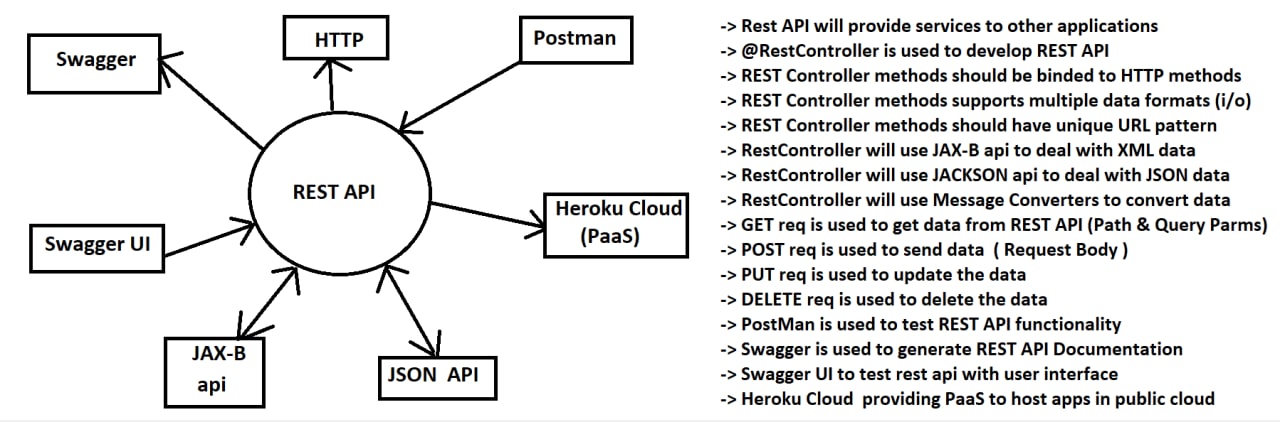 Swagger
HTTP
Postman
REST API
Swagger UI
Heroku Cloud
(PaaS)
JAX-B
api
JSON API
-> Rest API will provide services to other applications
-> @RestController is used to develop REST API
-> REST Controller methods should be binded to HTTP methods
-> REST Controller methods supports multiple data formats (i/o)
-> REST Controller methods should have unique URL pattern
-> RestController will use JAX-B api to deal with XML data
-> RestController will use JACKSON api to deal with JSON data
-> RestController will use Message Converters to convert data
-> GET req is used to get data from REST API (Path & Query Parms)
-> POST req is used to send data ( Request Body )
-> PUT req is used to update the data
-> DELETE req is used to delete the data
-> PostMan is used to test REST API functionality
-> Swagger is used to generate REST API Documentation
-> Swagger UI to test rest api with user interface
-> Heroku Cloud providing PaaS to host apps in public cloud